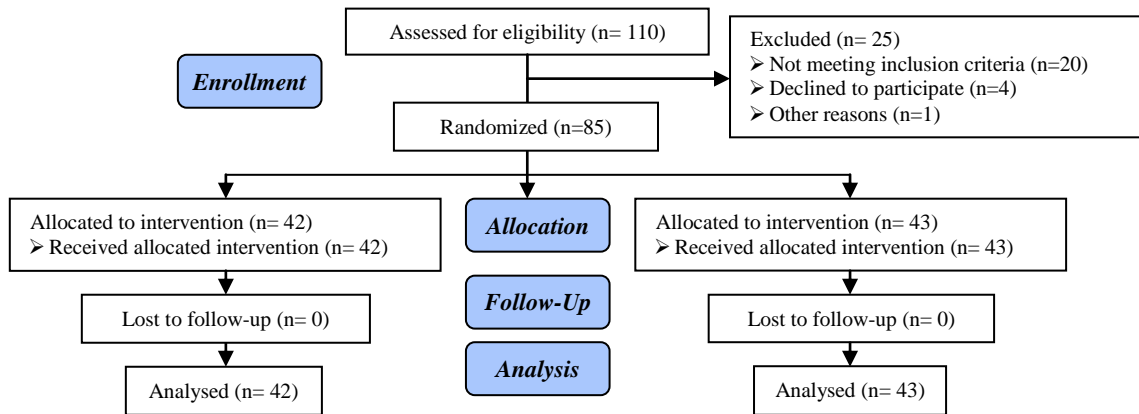 Assessed for eligibility (n= 110)
Excluded (n= 25)
➢ Not meeting inclusion criteria (n=20)
➢ Declined to participate (n=4)
➢ Other reasons (n=1)
Enrollment
Randomized (n=85)
Allocated to intervention (n= 42)
➢ Received allocated intervention (n= 42)
Allocation
Allocated to intervention (n= 43)
➢ Received allocated intervention (n= 43)
Lost to follow-up (n= 0)
Follow-Up
Lost to follow-up (n= 0)
Analysed (n= 42)
Analysis
Analysed (n= 43)